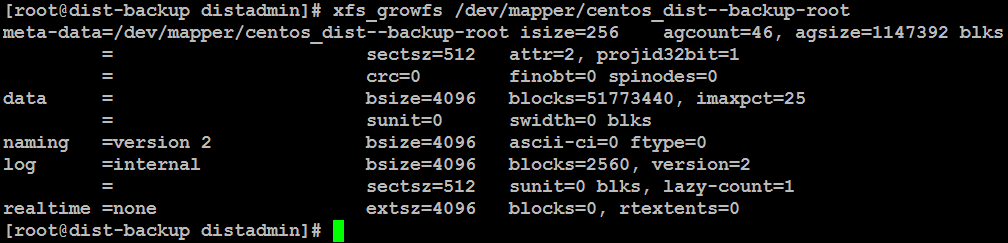 [root@dist-backup distadmin]# xfs_growfs /dev/mapper/centos_dist--backup-root
meta-data=/dev/mapper/centos_dist--backup-root isize=256    agcount=46, agsize=1147392 blks
         =                       sectsz=512   attr=2, projid32bit=1
         =                       crc=0        finobt=0 spinodes=0
data     =                       bsize=4096   blocks=51773440, imaxpct=25
         =                       sunit=0      swidth=0 blks
naming   =version 2              bsize=4096   ascii-ci=0 ftype=0
log      =internal               bsize=4096   blocks=2560, version=2
         =                       sectsz=512   sunit=0 blks, lazy-count=1
realtime =none                   extsz=4096   blocks=0, rtextents=0
[root@dist-backup distadmin]#